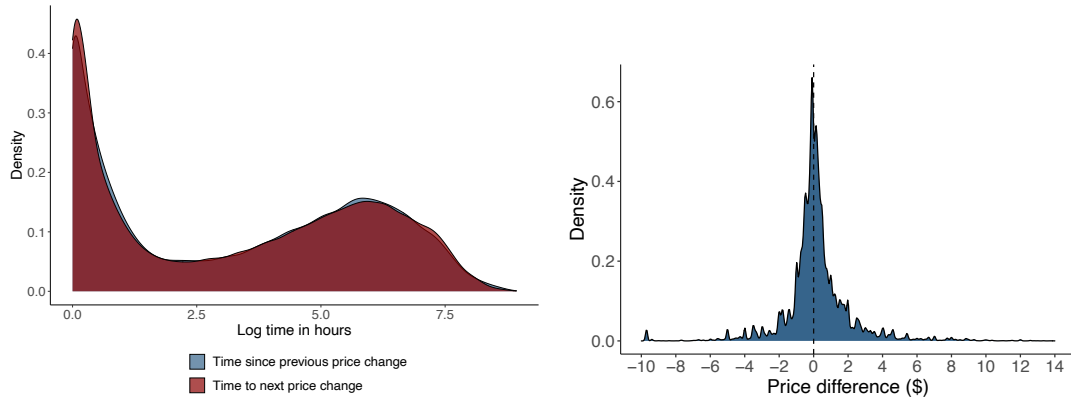 Density
0.4
0.3
0.2
0.1
0.0
0.0 2.5 5.0 7.5
Log time in hours
Time since previous price change
Time to next price change
Density
0.6
0.4
0.2
0.0
−10 −8 −6 −4 −2 0 2 4 6 8 10 12 14
Price difference ($)